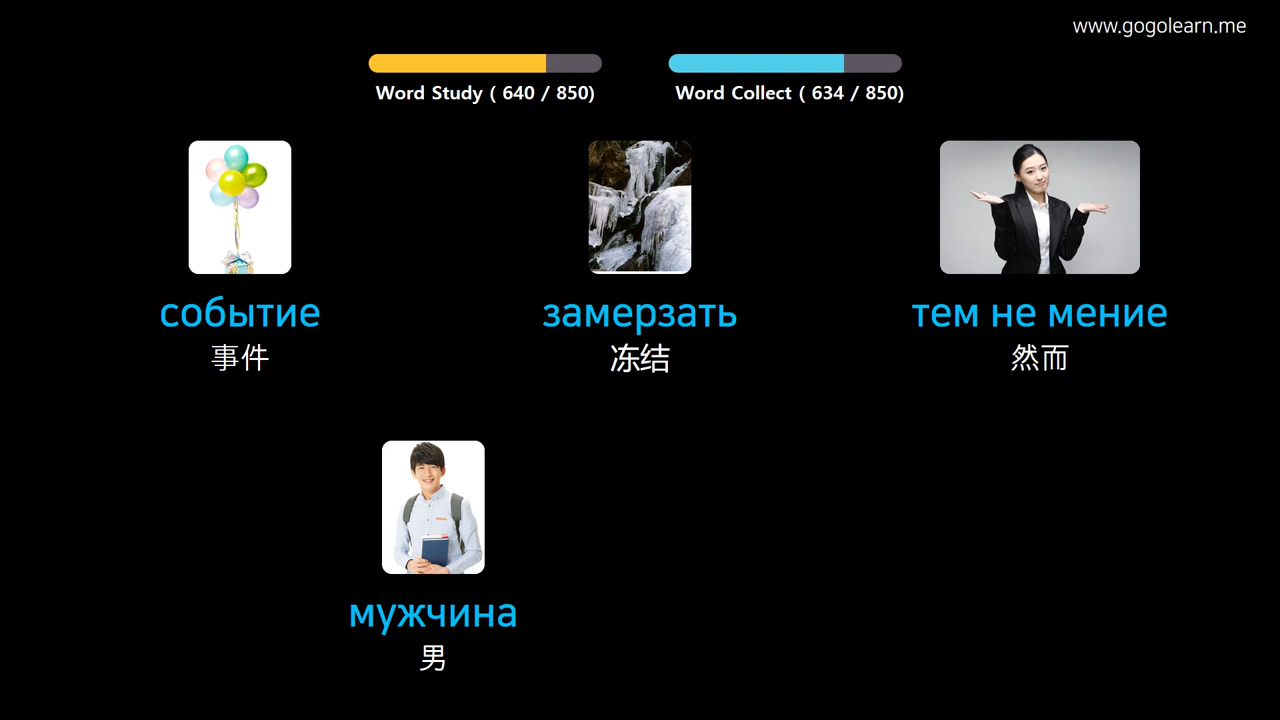 www.gogolearn.me
Word Study ( 640 / 850)
Word Collect ( 634 / 850)
событие
事件
замерзать
冻结
тем не мение
然而
мужчина
男